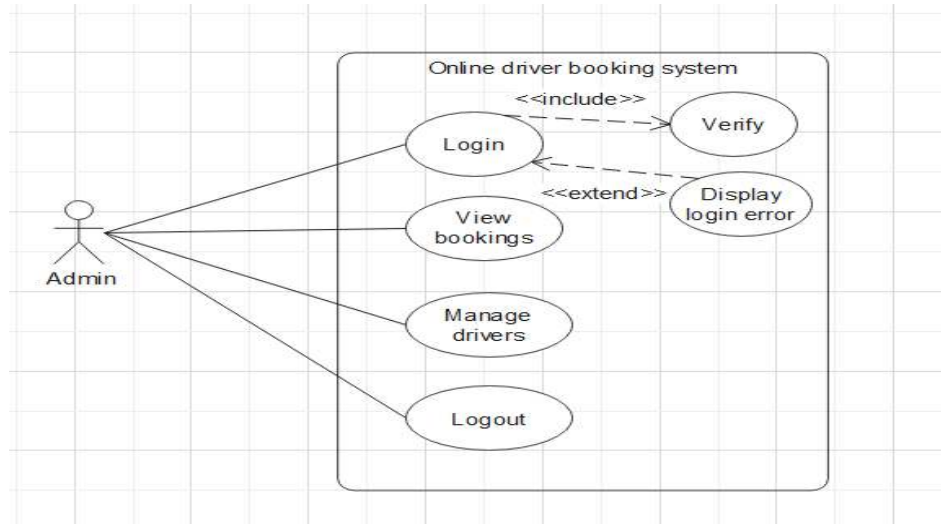 Online driver booking system
<<include>>
Verify
Login
<<extend>>
Display
login error
View
bookings
Admin
Manage
drivers
Logout